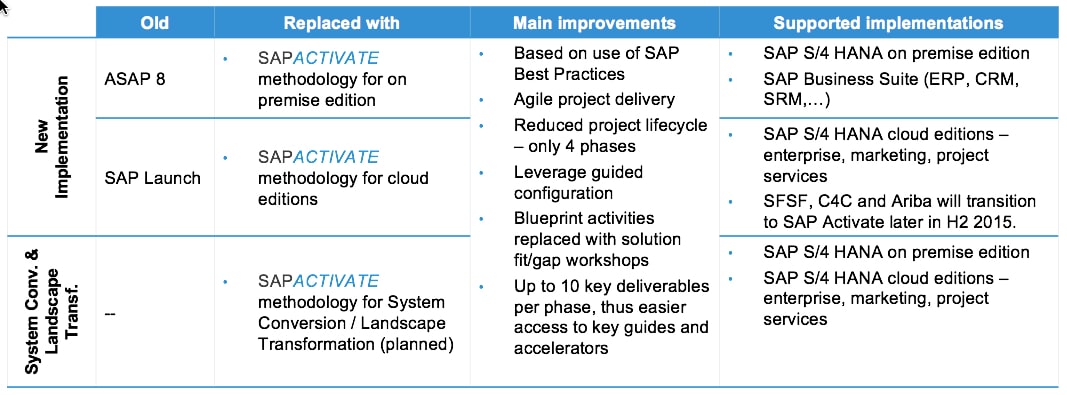 Old
Replaced with
Main improvements
Supported implementations
New
Implementation
ASAP 8
• SAPACTIVATE
methodology for on
premise edition
• Based on use of SAP
Best Practices
• Agile project delivery
• Reduced project lifecycle
– only 4 phases
• Leverage guided
configuration
• Blueprint activities
replaced with solution
fit/gap workshops
• Up to 10 key deliverables
per phase, thus easier
access to key guides and
accelerators
• SAP S/4 HANA on premise edition
• SAP Business Suite (ERP, CRM,
SRM,…)
SAP Launch
• SAPACTIVATE
methodology for cloud
editions
• SAP S/4 HANA cloud editions –
enterprise, marketing, project
services
• SFSF, C4C and Ariba will transition
to SAP Activate later in H2 2015.
System Conv. &
Landscape
Transf.
--
• SAPACTIVATE
methodology for System
Conversion / Landscape
Transformation (planned)
• SAP S/4 HANA on premise edition
• SAP S/4 HANA cloud editions –
enterprise, marketing, project
services